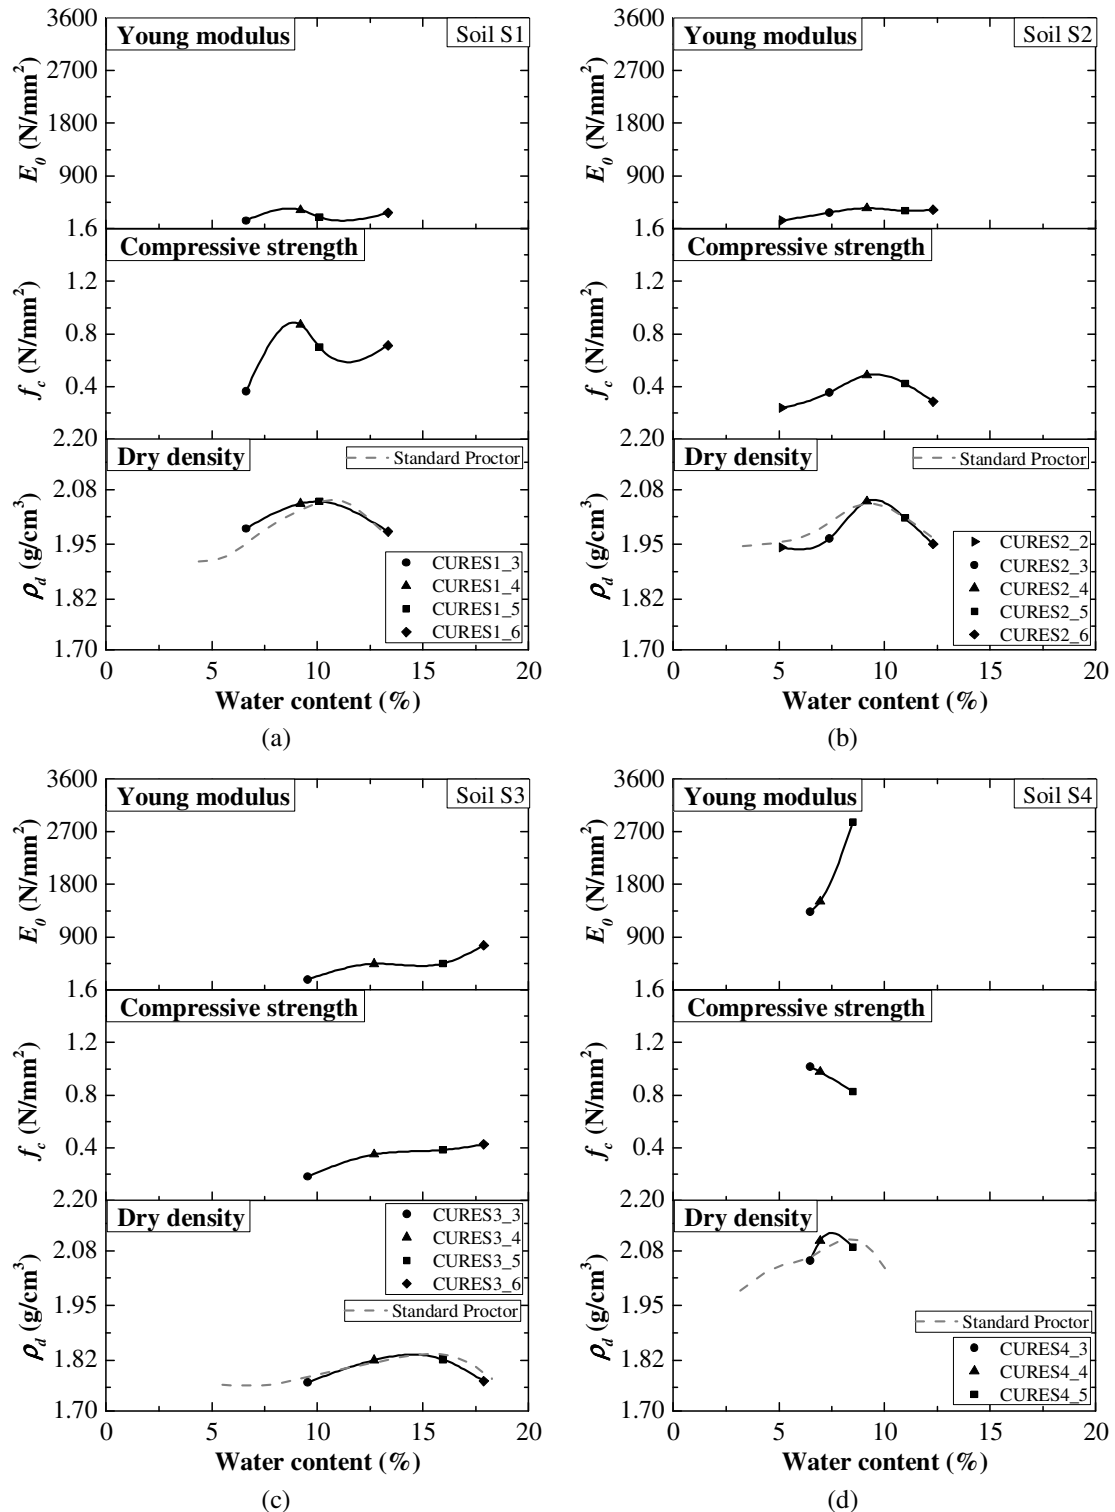 3600
Young modulus
Soil S1
2700
1800
900
1.6
E0 (N/mm²)
Compressive strength
1.2
0.8
0.4
2.20
fc (N/mm²)
Dry density
Standard Proctor
2.08
1.95
1.82
1.70
ρd (g/cm³)
CURES1_3
CURES1_4
CURES1_5
CURES1_6
0 5 10 15 20
Water content (%)
(a)
3600
Young modulus
Soil S2
2700
1800
900
1.6
E0 (N/mm²)
Compressive strength
1.2
0.8
0.4
2.20
fc (N/mm²)
Dry density
Standard Proctor
2.08
1.95
1.82
1.70
ρd (g/cm³)
CURES2_2
CURES2_3
CURES2_4
CURES2_5
CURES2_6
0 5 10 15 20
Water content (%)
(b)
3600
Young modulus
Soil S3
2700
1800
900
1.6
E0 (N/mm²)
Compressive strength
1.2
0.8
0.4
2.20
fc (N/mm²)
Dry density
CURES3_3
CURES3_4
CURES3_5
CURES3_6
Standard Proctor
2.08
1.95
1.82
1.70
ρd (g/cm³)
0 5 10 15 20
Water content (%)
(c)
3600
Young modulus
Soil S4
2700
1800
900
1.6
E0 (N/mm²)
Compressive strength
1.2
0.8
0.4
2.20
fc (N/mm²)
Dry density
2.08
1.95
1.82
1.70
ρd (g/cm³)
Standard Proctor
CURES4_3
CURES4_4
CURES4_5
0 5 10 15 20
Water content (%)
(d)